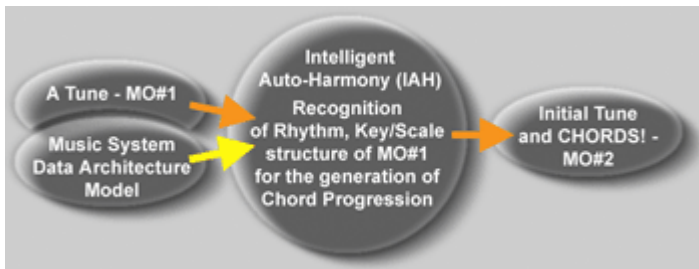 A Tune - MO#1
Music System
Data Architecture
Model
Intelligent
Auto-Harmony (IAH)
Recognition
of Rhythm, Key/Scale
structure of MO#1
for the generation of
Chord Progression
Initial Tune
and CHORDS! -
MO#2